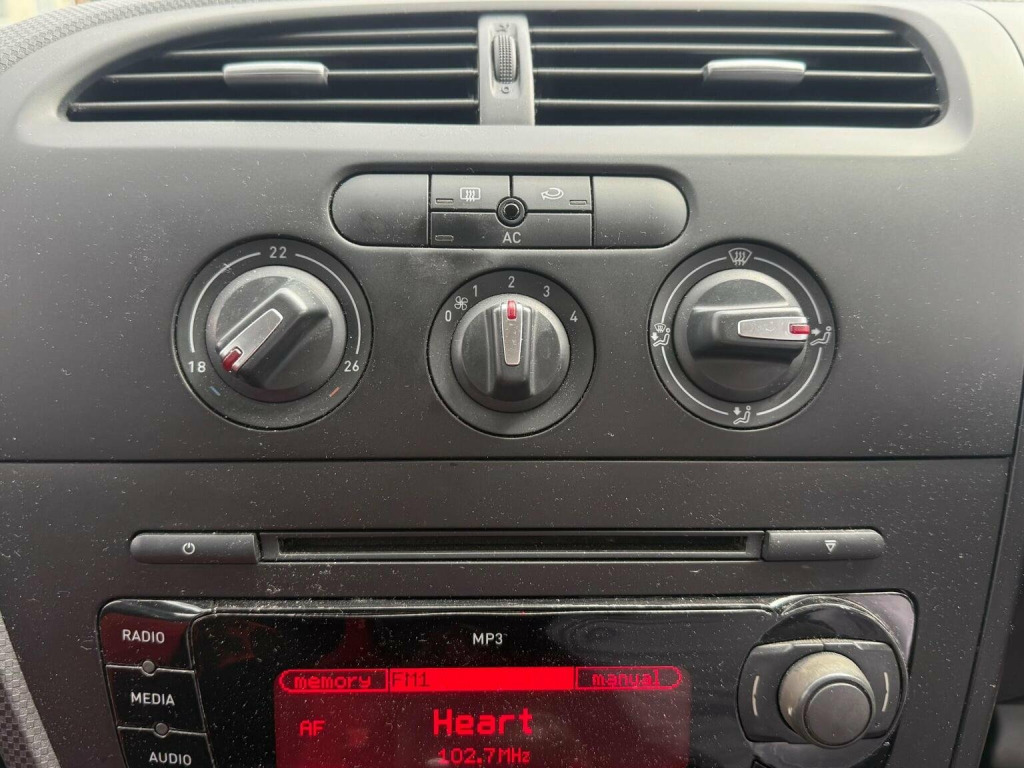 AC
22
18
26
0 1 2 3 4
RADIO
MP3
MEDIA
memory FM1 manual
AF Heart
AUDIO
102.7MHz